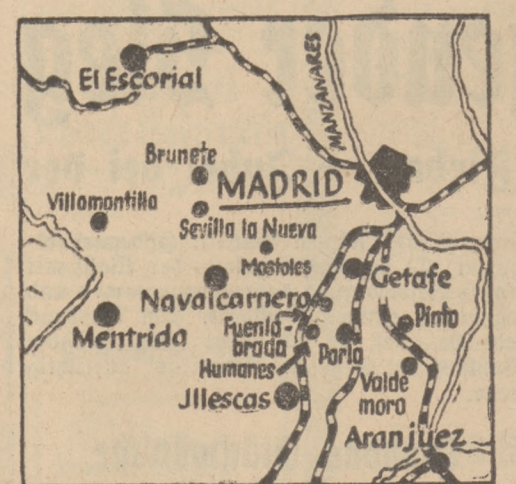 MANZANARES
El Escorial
Brunete
MADRID
Villamantilla
Sevilla la Nueva
Mostoles
Getafe
Navalcarnero
Pinto
Mentrida
Fuenla-
brada
Parla
Humanes
Valde
moro
Jllescas
Aranjuez